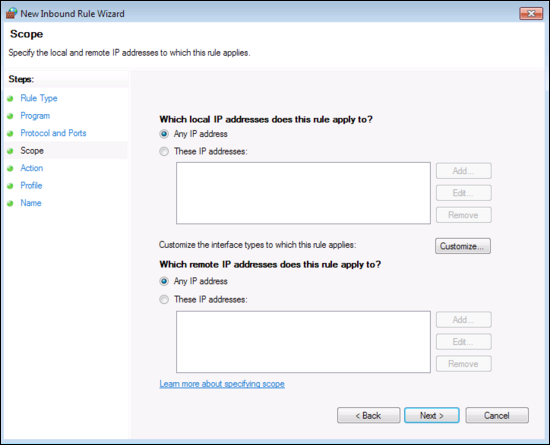 New Inbound Rule Wizard
Scope
Specify the local and remote IP addresses to which this rule applies.
Steps:
Rule Type
Program
Protocol and Ports
Scope
Action
Profile
Name
Which local IP addresses does this rule apply to?
Any IP address
These IP addresses:
Add...
Edit...
Remove
Customize the interface types to which this rule applies:
Customize...
Which remote IP addresses does this rule apply to?
Any IP address
These IP addresses:
Add...
Edit...
Remove
Learn more about specifying scope
< Back
Next >
Cancel